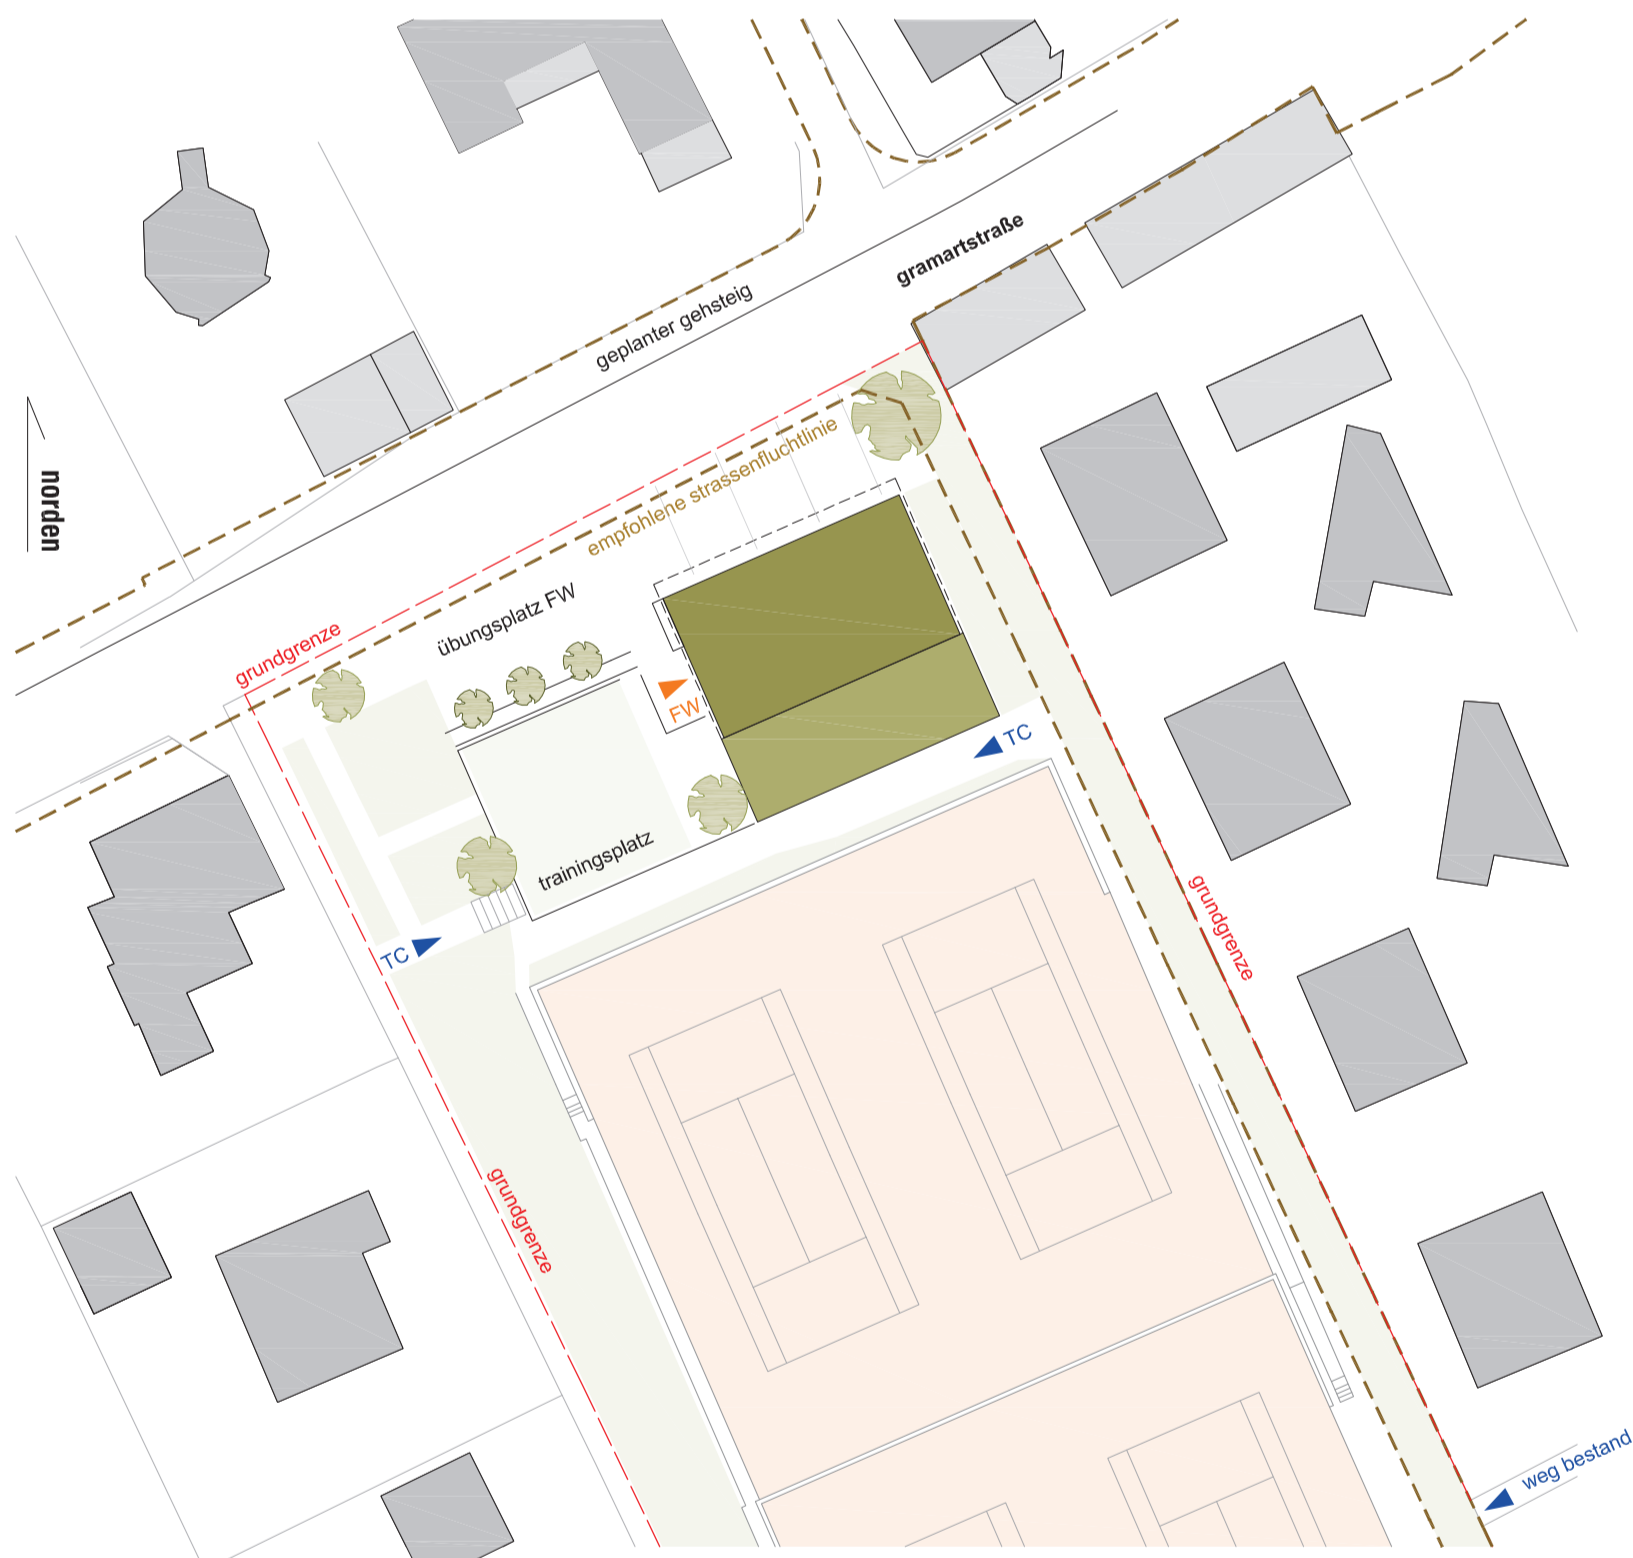 gramartstraße
geplanter gehsteig
empfohlene strassenfluchtlinie
norden
übungsplatz FW
grundgrenze
FW
TC
trainingsplatz
TC
grundgrenze
grundgrenze
weg bestand